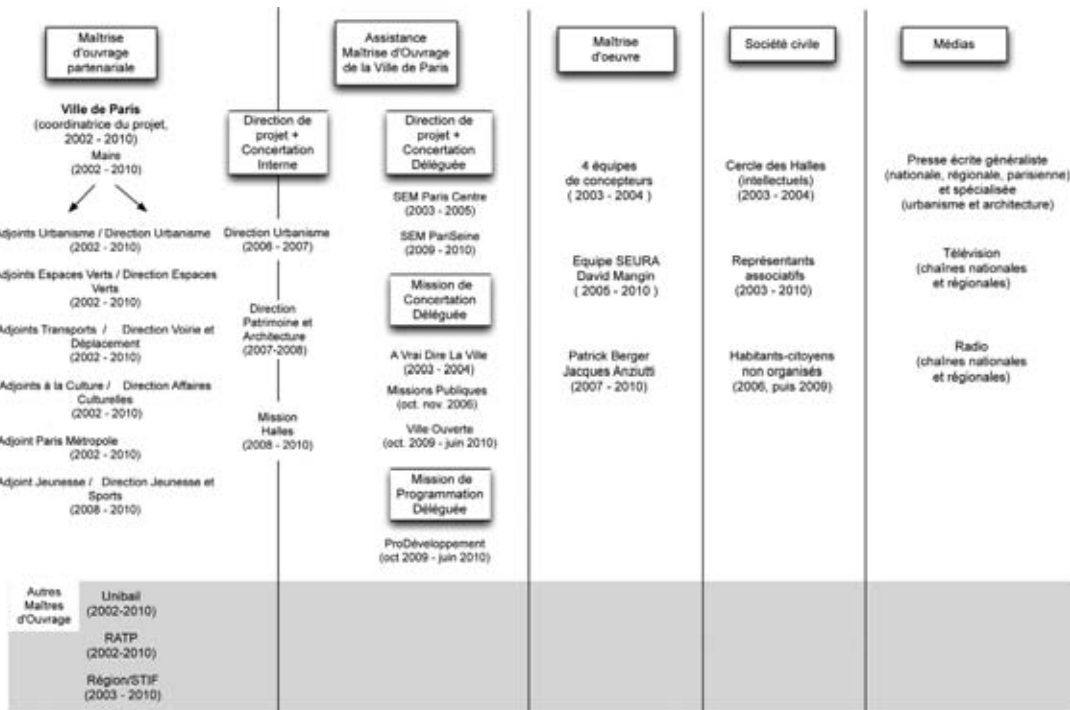 Maîtrise
d'ouvrage
partenariale
Ville de Paris
(coordinatrice du projet,
2002 - 2010)
Maire
(2002 - 2010)
Adjoints Urbanisme / Direction Urbanisme
(2002 - 2010)
Adjoints Espaces Verts / Direction Espaces
Verts
(2002 - 2010)
Adjoints Transports / Direction Voirie et
Déplacement
(2002 - 2010)
Adjoints à la Culture / Direction Affaires
Culturelles
(2002 - 2010)
Adjoint Paris Métropole
(2002 - 2010)
Adjoint Jeunesse / Direction Jeunesse et
Sports
(2008 - 2010)
Direction de
projet +
Concertation
Interne
Direction Urbanisme
(2006 - 2007)
Direction
Patrimoine et
Architecture
(2007-2008)
Mission
Halles
(2008 - 2010)
Assistance
Maîtrise d'Ouvrage
de la Ville de Paris
Direction de
projet +
Concertation
Déléguée
SEM Paris Centre
(2003 - 2005)
SEM PariSeine
(2009 - 2010)
Mission de
Concertation
Déléguée
A Vrai Dire La Ville
(2003 - 2004)
Missions Publiques
(oct. nov. 2006)
Ville Ouverte
(oct. 2009 - juin 2010)
Mission de
Programmation
Déléguée
ProDéveloppement
(oct 2009 - juin 2010)
Maîtrise
d'oeuvre
4 équipes
de concepteurs
( 2003 - 2004 )
Equipe SEURA
David Mangin
( 2005 - 2010 )
Patrick Berger
Jacques Anziutti
(2007 - 2010)
Société civile
Cercle des Halles
(intellectuels)
(2003 - 2004)
Représentants
associatifs
(2003 - 2010)
Habitants-citoyens
non organisés
(2006, puis 2009)
Médias
Presse écrite généraliste
(nationale, régionale, parisienne)
et spécialisée
(urbanisme et architecture)
Télévision
(chaînes nationales
et régionales)
Radio
(chaînes nationales
et régionales)
Autres
Maîtres
d'Ouvrage
Unibail
(2002-2010)
RATP
(2002-2010)
Région/STIF
(2003 - 2010)